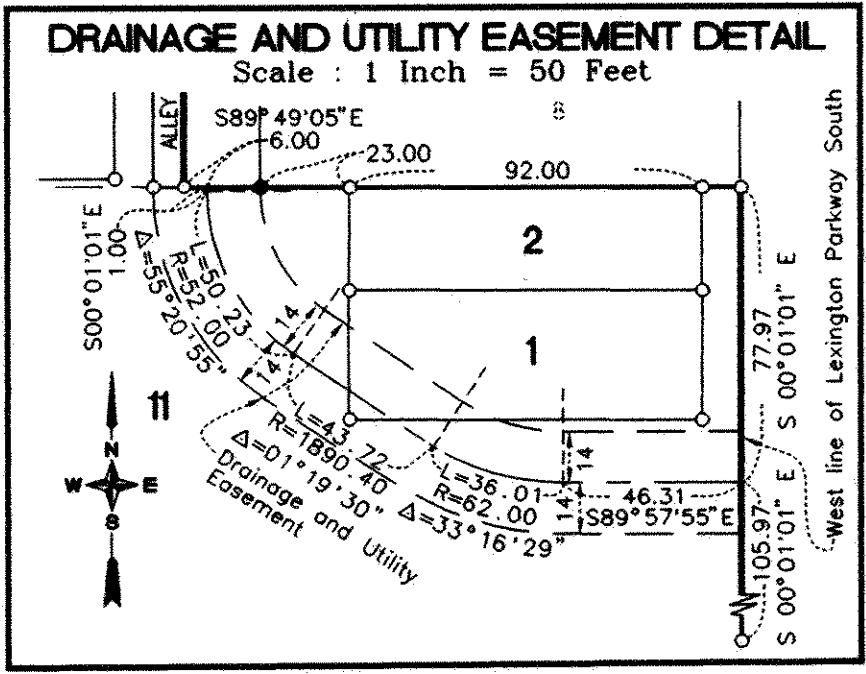 DRAINAGE AND UTILITY EASEMENT DETAIL
Scale : 1 Inch = 50 Feet
ALLEY
S89°49'05"E
6.00
8
23.00
92.00
S00°01'01"E
1.00
L=50.23
R=52.00
Δ=55°20'55"
2
14
14
1
11
L=43.72
R=1890.40
Δ=01°19'30"
Drainage and Utility
Easement
L=36.01
R=62.00
Δ=33°16'29"
14
14
46.31
S89°57'55"E
77.97
S 00°01'01" E
105.97
S 00°01'01" E
West line of Lexington Parkway South
N
W E
S